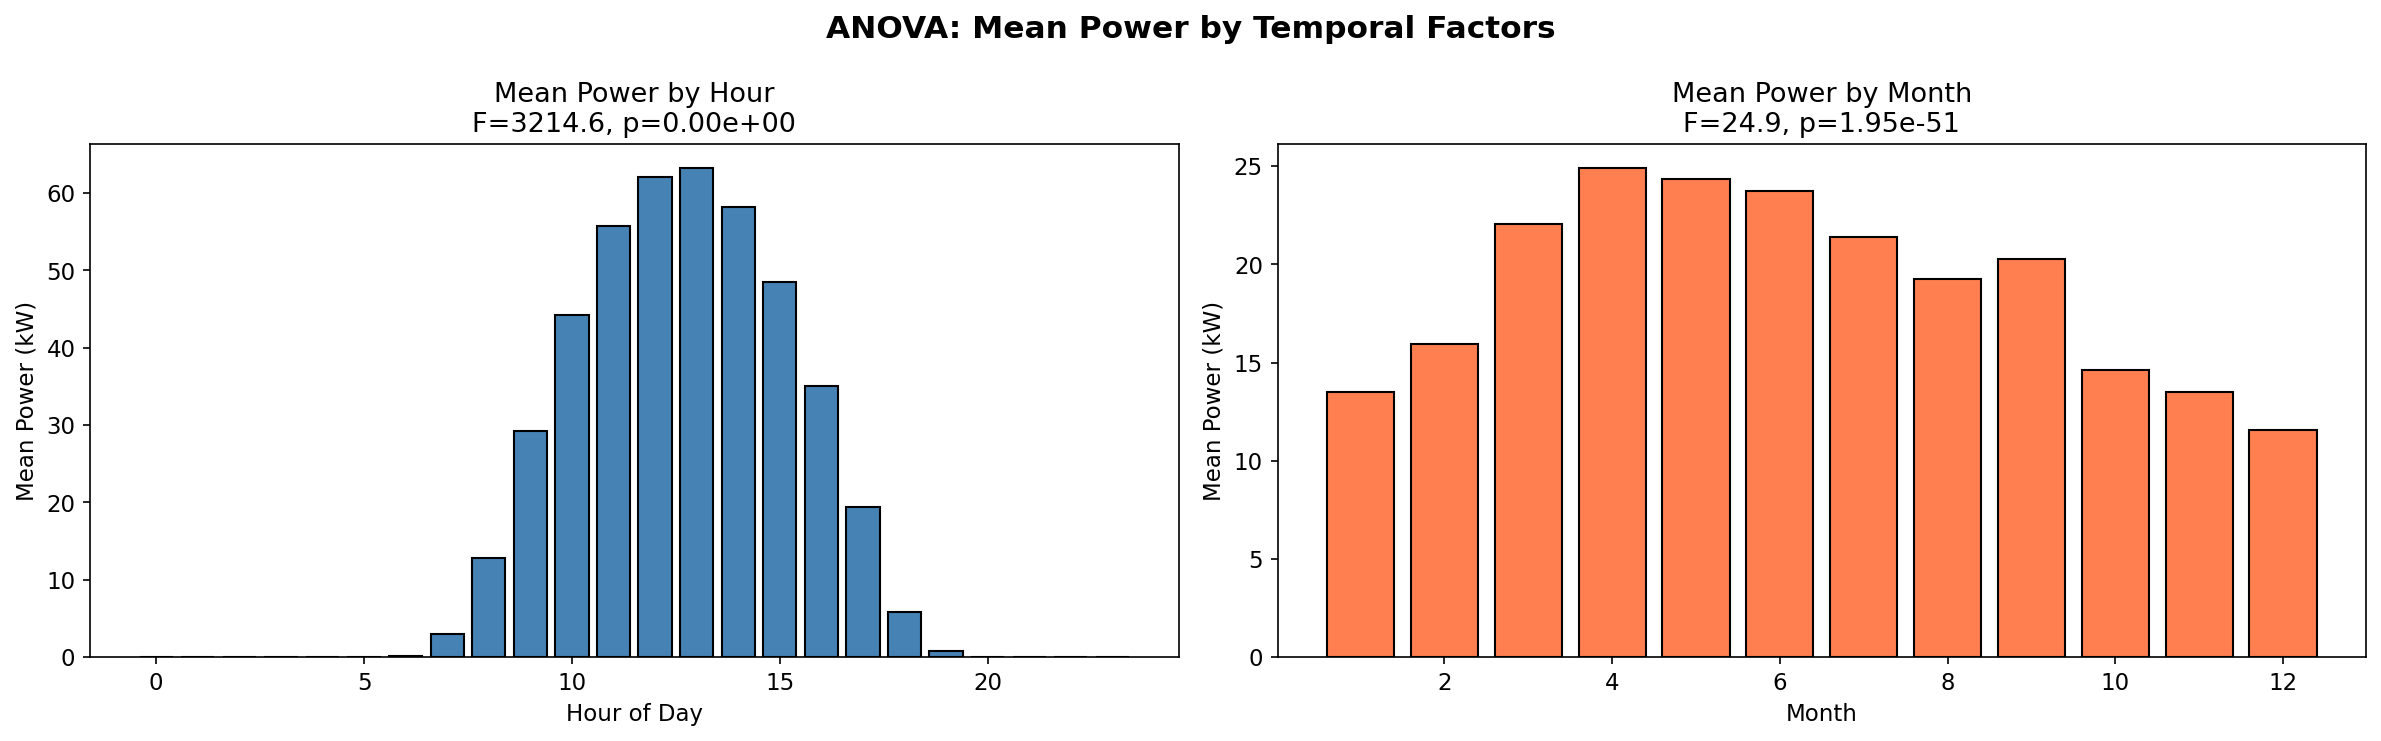 ANOVA: Mean Power by Temporal Factors
Mean Power by Hour
F=3214.6, p=0.00e+00
Mean Power (kW)
60
50
40
30
20
10
0
0 5 10 15 20
Hour of Day
Mean Power by Month
F=24.9, p=1.95e-51
Mean Power (kW)
25
20
15
10
5
0
2 4 6 8 10 12
Month